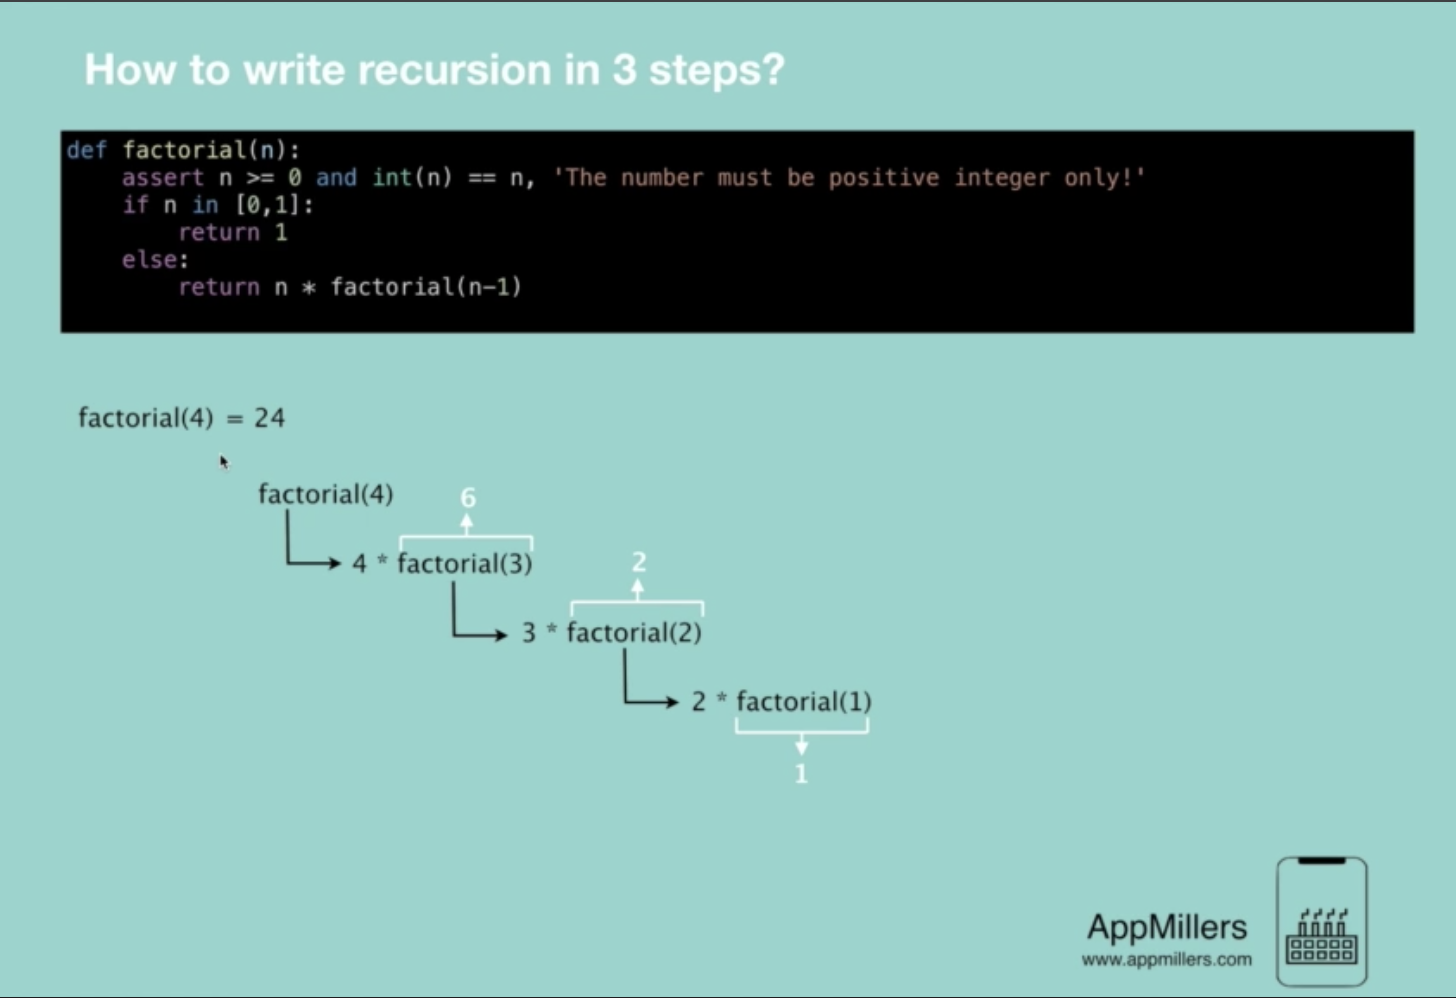 How to write recursion in 3 steps?
def factorial(n):
    assert n >= 0 and int(n) == n, 'The number must be positive integer only!'
    if n in [0,1]:
        return 1
    else:
        return n * factorial(n-1)
factorial(4) = 24
factorial(4)
6
4 * factorial(3)
2
3 * factorial(2)
2 * factorial(1)
1
AppMillers
www.appmillers.com